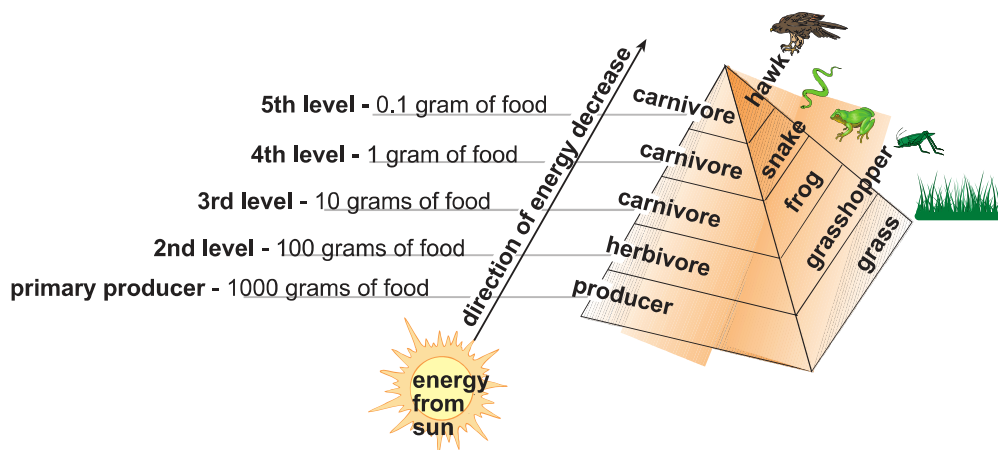 5th level - 0.1 gram of food
4th level - 1 gram of food
3rd level - 10 grams of food
2nd level - 100 grams of food
primary producer - 1000 grams of food
direction of energy decrease
energy
from
sun
carnivore
carnivore
carnivore
herbivore
producer
hawk
snake
frog
grasshopper
grass